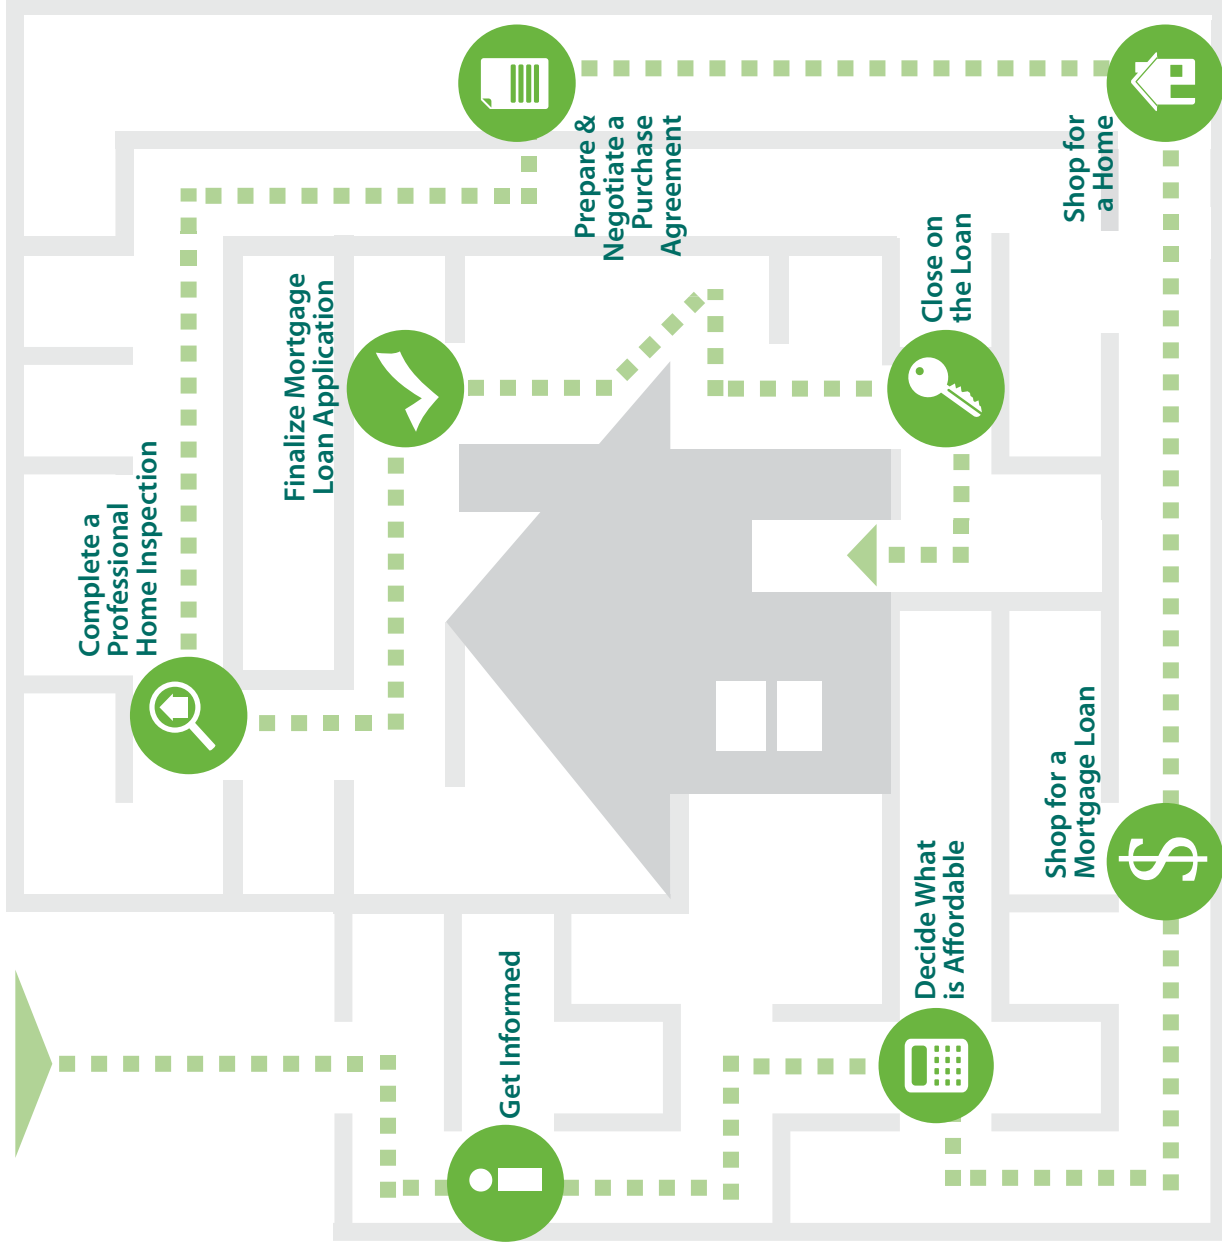 Get Informed
Decide What
is Affordable
Shop for a
Mortgage Loan
Shop for
a Home
Prepare &
Negotiate a
Purchase
Agreement
Complete a
Professional
Home Inspection
Finalize Mortgage
Loan Application
Close on
the Loan
$